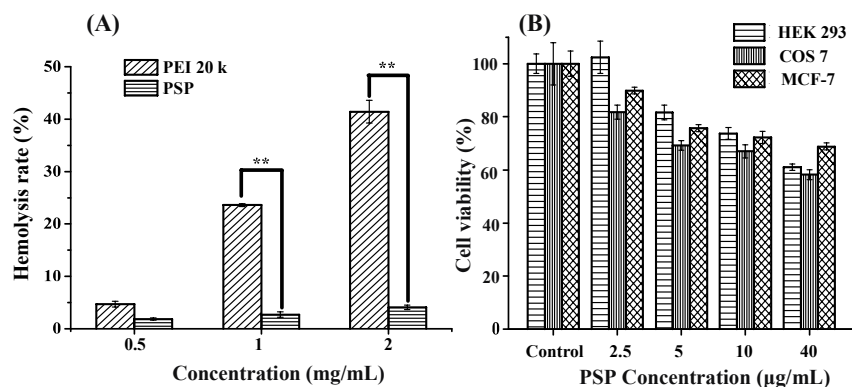 (A)
PEI 20 k
PSP
**
**
Hemolysis rate (%)
50
40
30
20
10
0
0.5 1 2
Concentration (mg/mL)
(B)
HEK 293
COS 7
MCF-7
Cell viability (%)
100
80
60
40
20
0
Control 2.5 5 10 40
PSP Concentration (μg/mL)